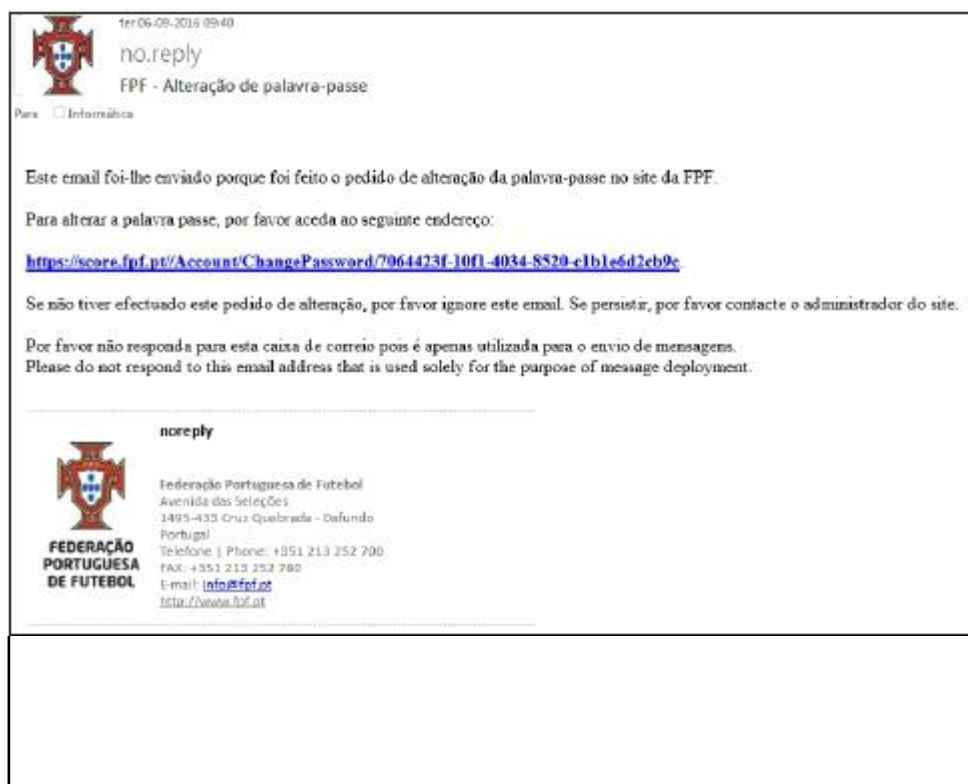 ter 06-09-2016 09:40
no.reply
FPF - Alteração de palavra-passe
Para Informática
Este email foi-lhe enviado porque foi feito o pedido de alteração da palavra-passe no site da FPF.
Para alterar a palavra passe, por favor aceda ao seguinte endereço:
https://score.fpf.pt//Account/ChangePassword/7064423f-10f1-4034-8520-c1b1e6d2cb9c.
Se não tiver efectuado este pedido de alteração, por favor ignore este email. Se persistir, por favor contacte o administrador do site.
Por favor não responda para esta caixa de correio pois é apenas utilizada para o envio de mensagens.
Please do not respond to this email address that is used solely for the purpose of message deployment.
noreply
Federação Portuguesa de Futebol
Avenida das Seleções
1495-433 Cruz Quebrada - Dafundo
Portugal
Telefone | Phone: +351 213 252 700
FAX: +351 213 252 780
E-mail: info@fpf.pt
http://www.fpf.pt
FEDERAÇÃO
PORTUGUESA
DE FUTEBOL